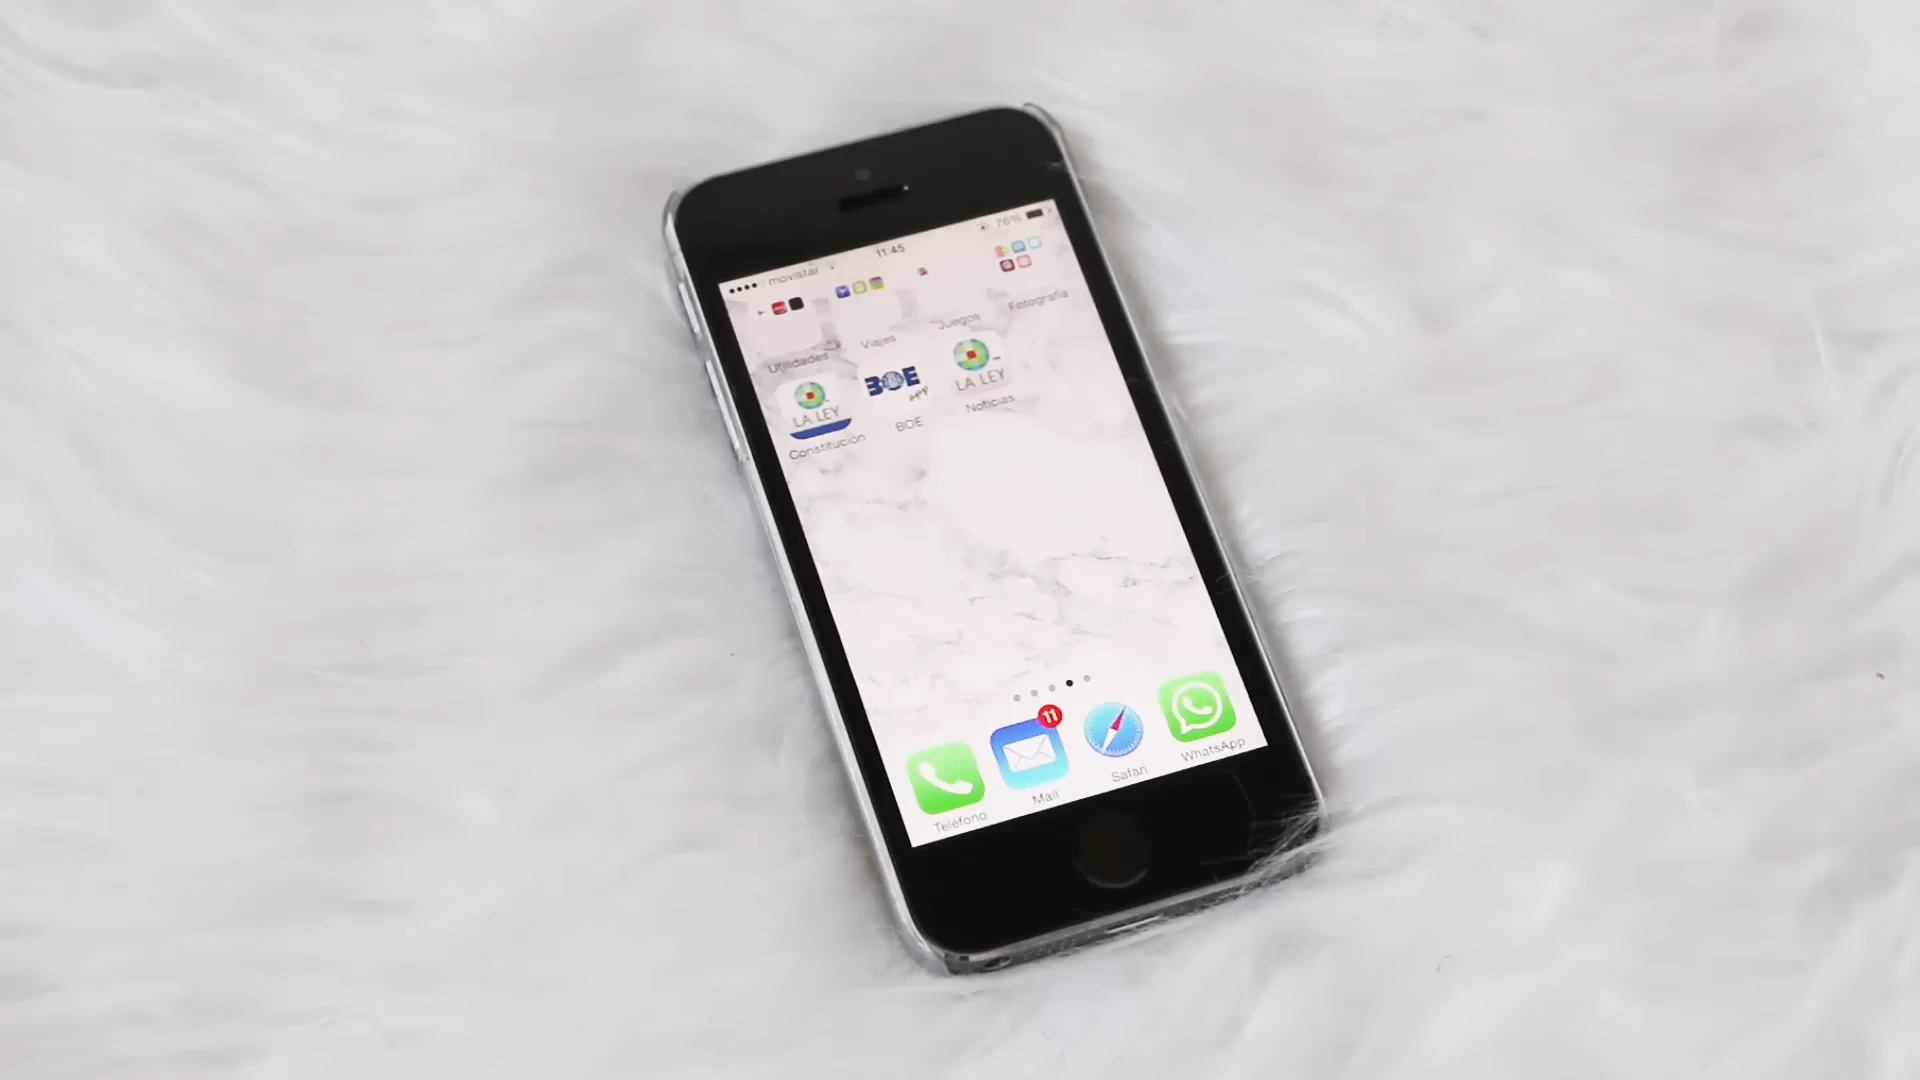 movistar 11:45 76%
Utilidades Viajes Juegos Fotografía
LA LEY BOE APP LA LEY
Constitución BOE Noticias
11
Teléfono Mail Safari WhatsApp